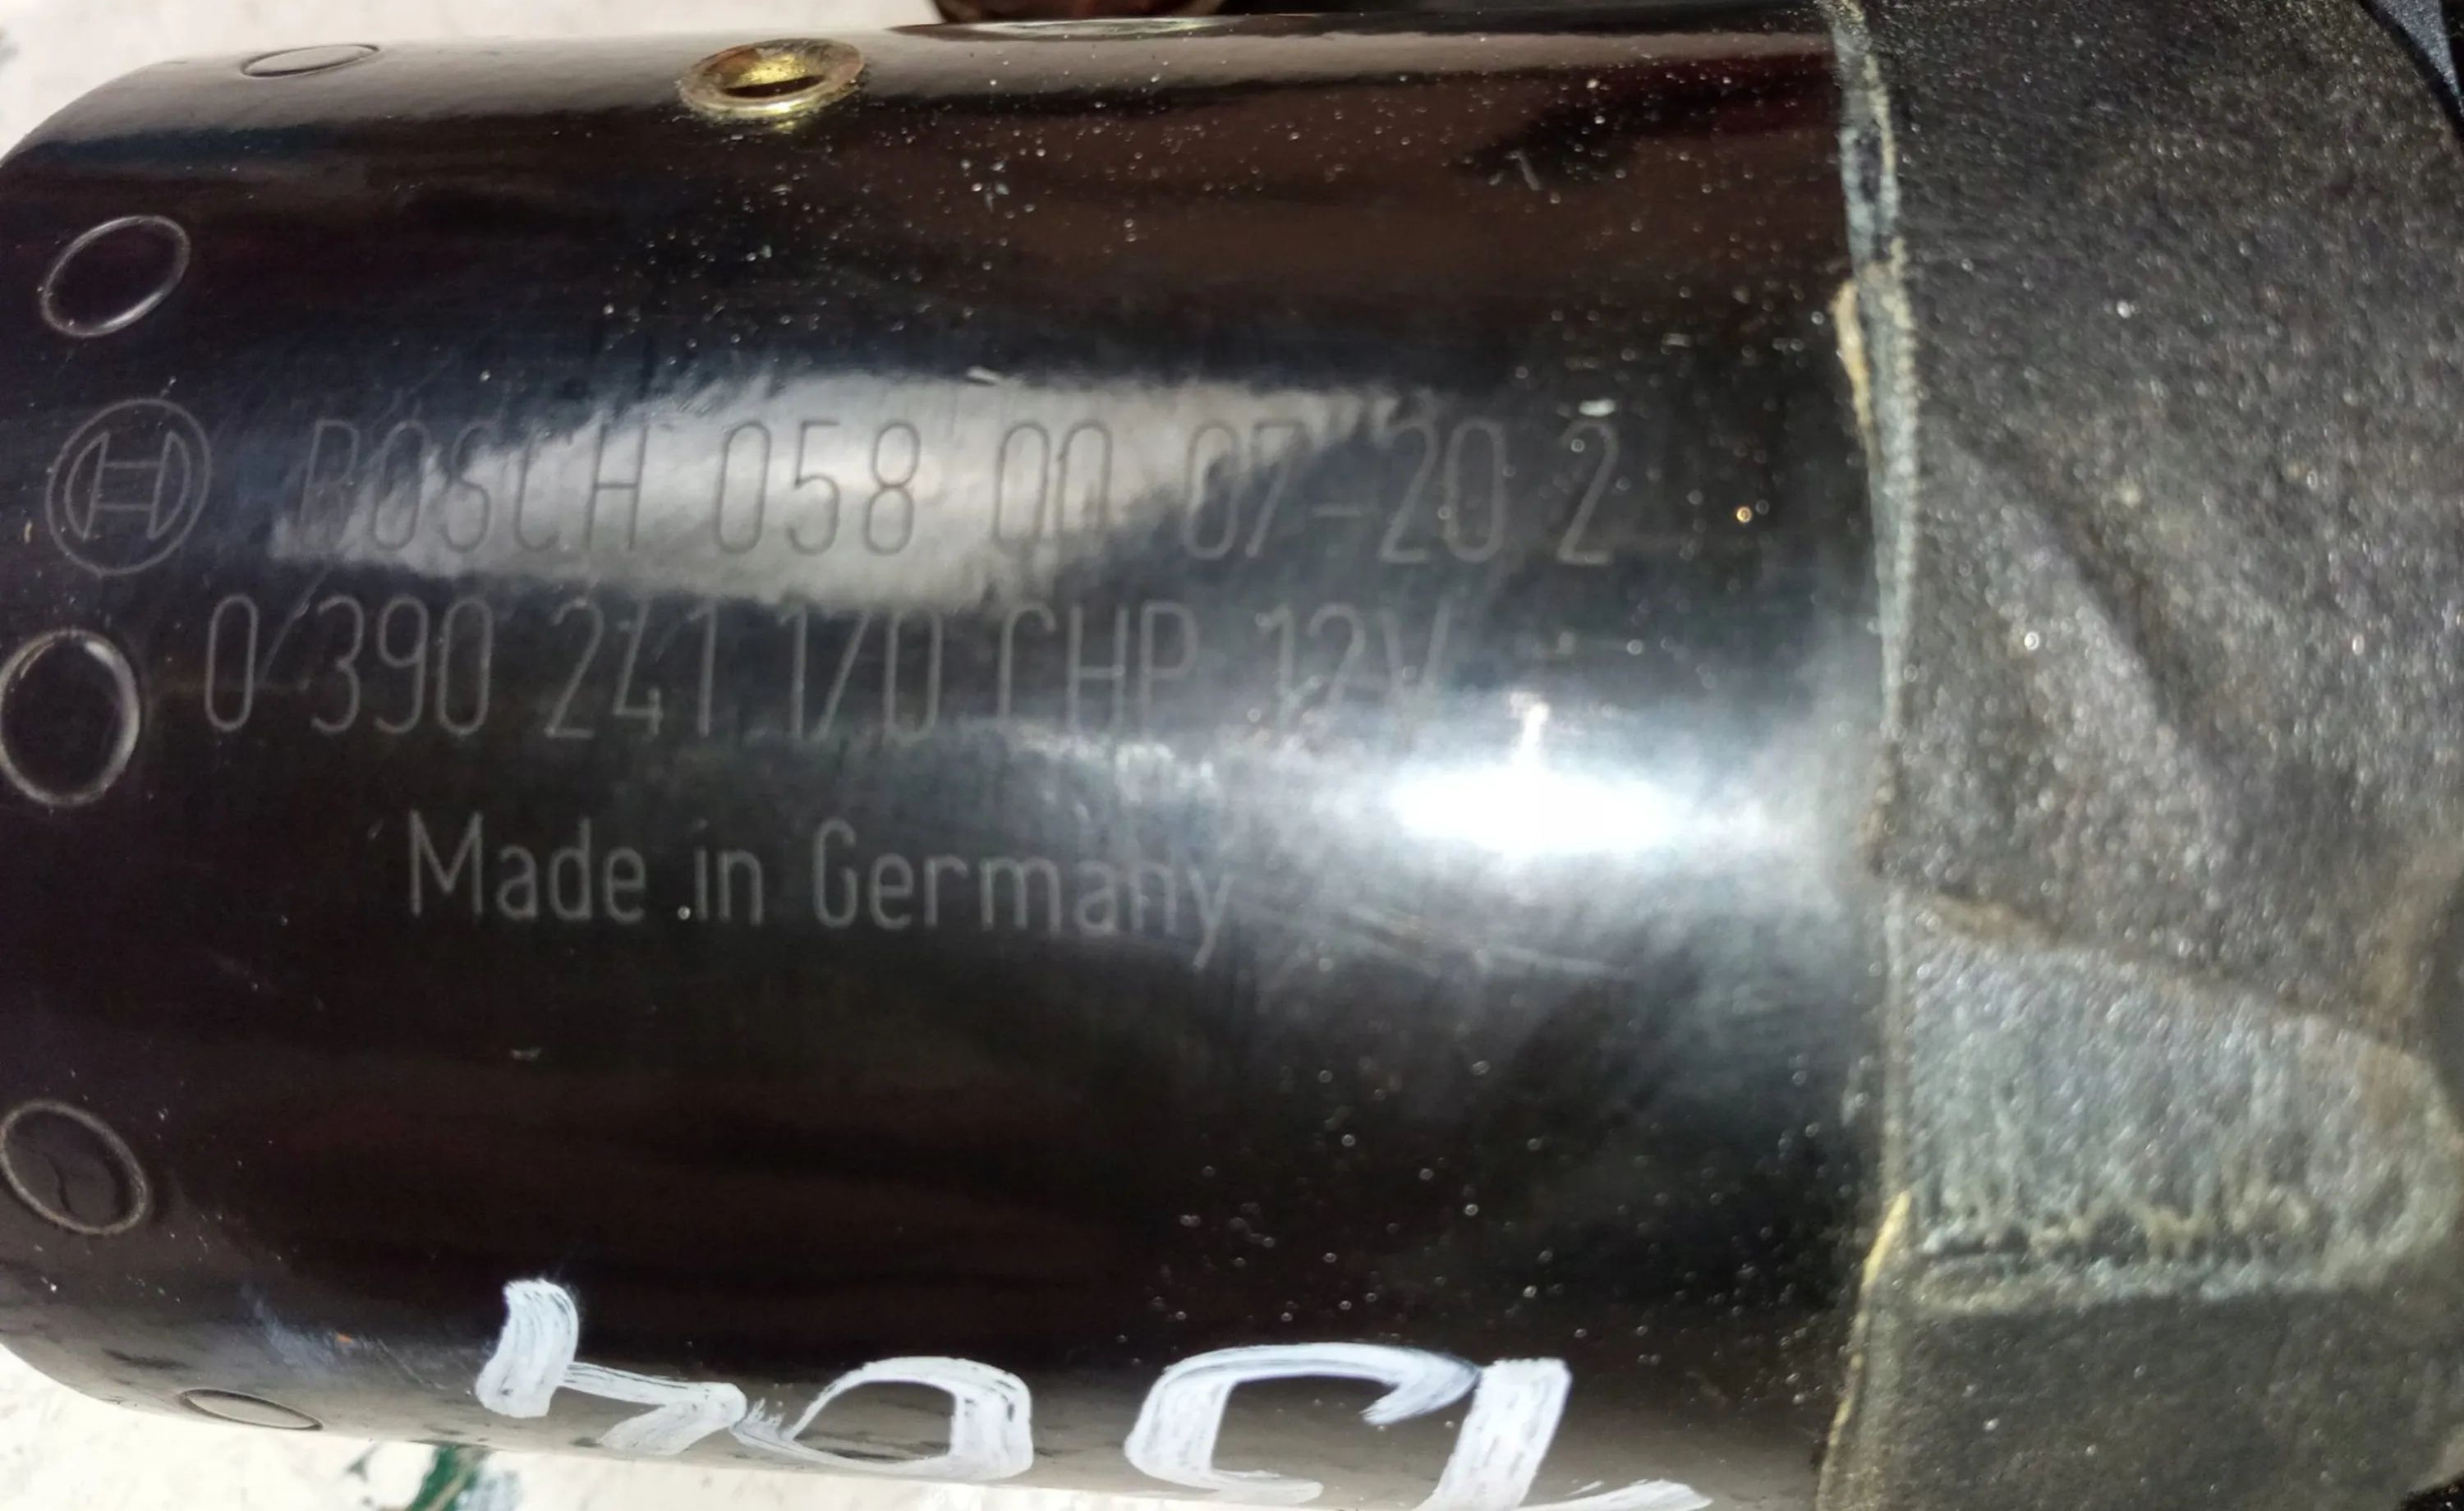 BOSCH 058 00 07-20 2
0 390 241 170 CHP 12V
Made in Germany